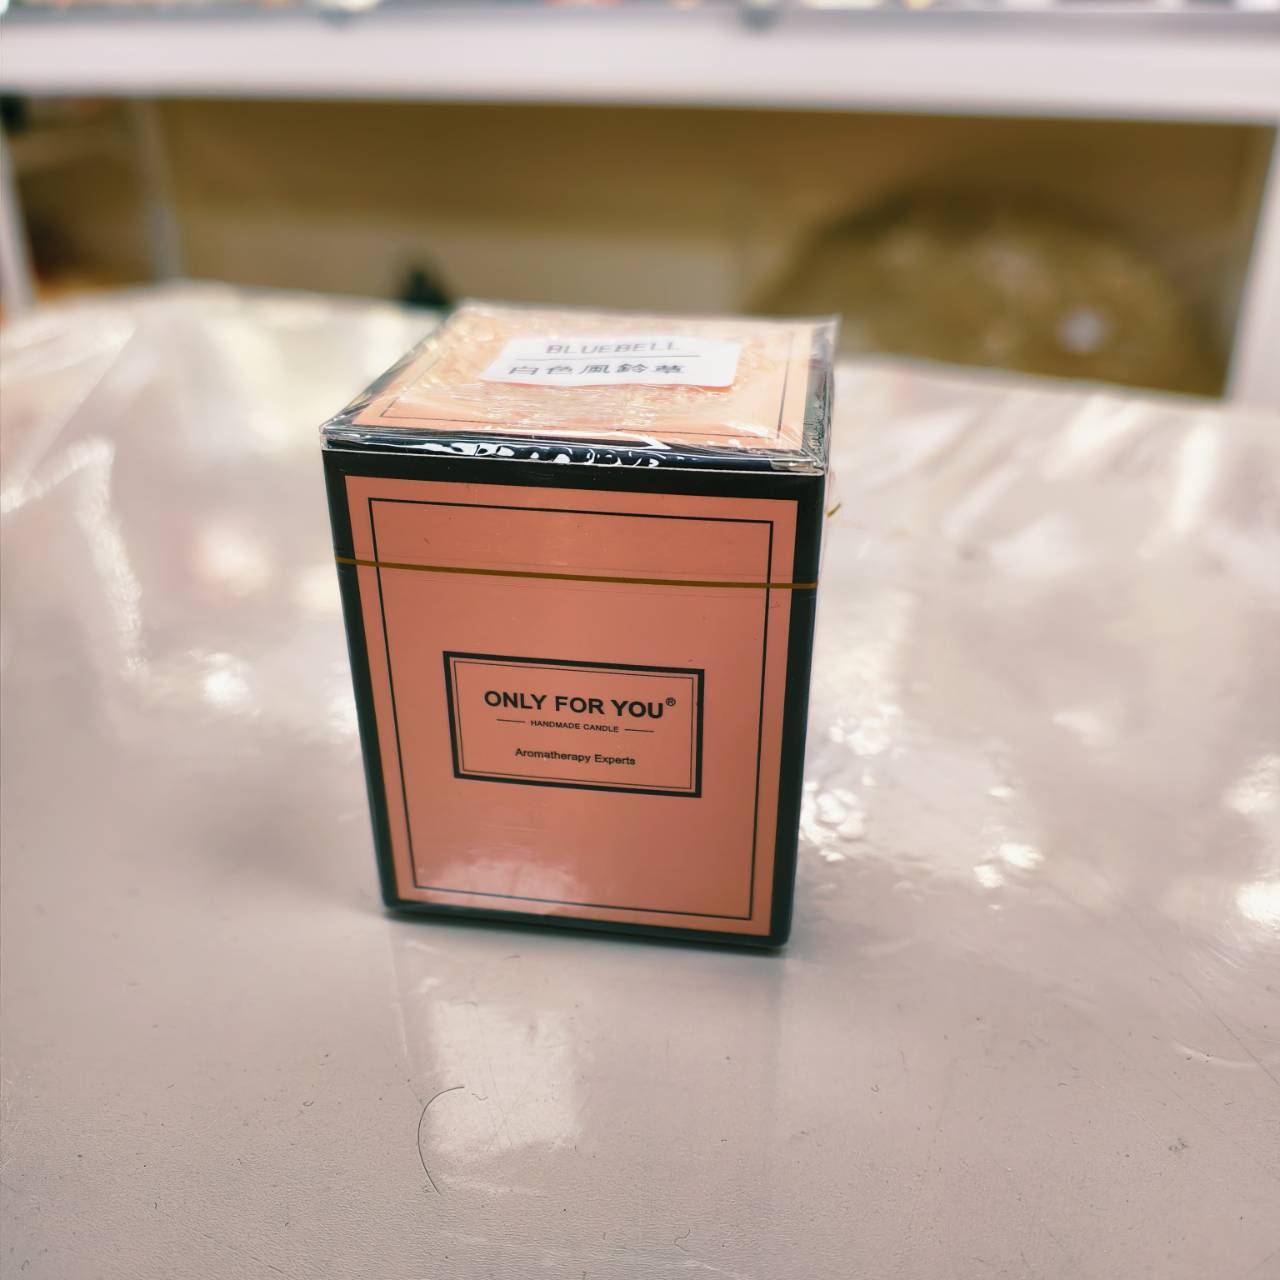 BLUEBELL
白色風鈴草
ONLY FOR YOU®
HANDMADE CANDLE
Aromatherapy Experts